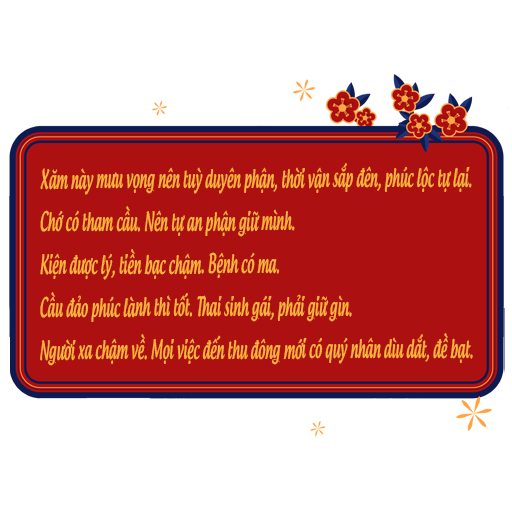 Xăm này mưu vọng nên tuỳ duyên phận, thời vận sắp đên, phúc lộc tự lại.
Chớ có tham cầu. Nên tự an phận giữ mình.
Kiện được lý, tiền bạc chậm. Bệnh có ma.
Cầu đảo phúc lành thì tốt. Thai sinh gái, phải giữ gìn.
Người xa chậm về. Mọi việc đến thu đông mới có quý nhân dìu dắt, đề bạt.